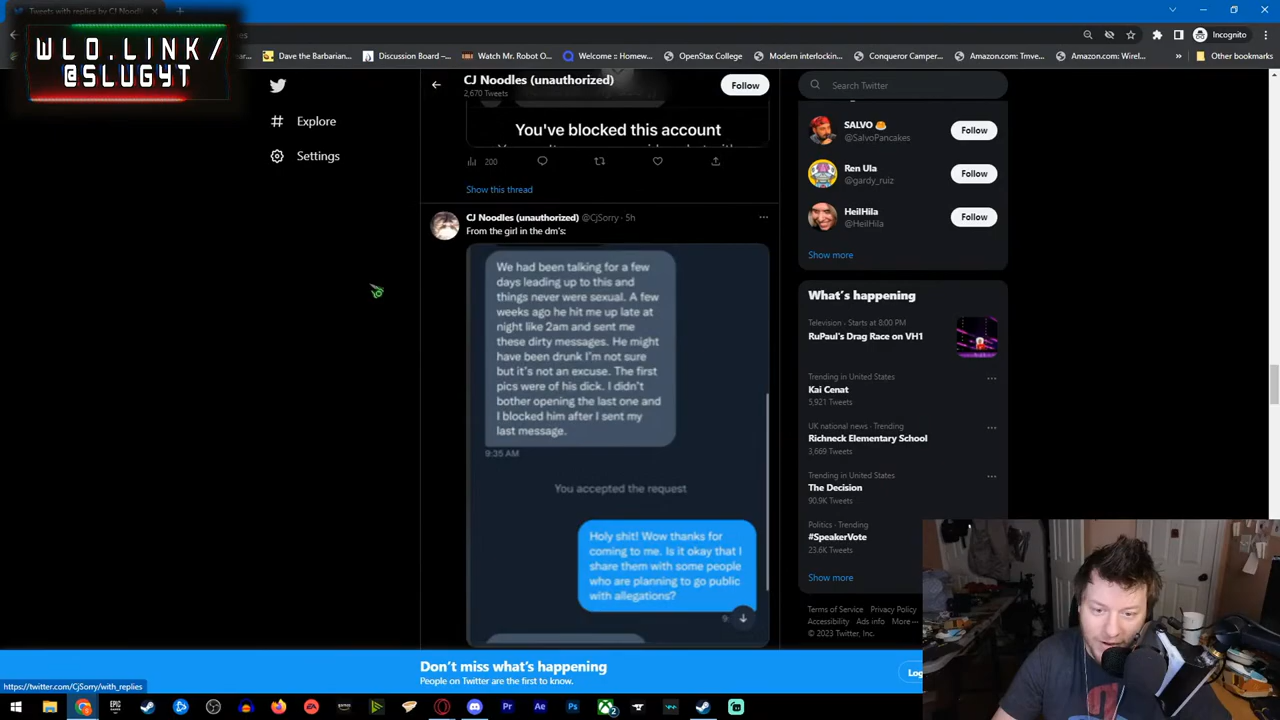 Tweets with replies by CJ Noodles
WLO.LINK/
@SLUGYT
Incognito
Dave the Barbarian...
Discussion Board –...
Watch Mr. Robot O...
Welcome :: Homew...
OpenStax College
Modern interlockin...
Conqueror Camper...
Amazon.com: Tmve...
Amazon.com: Wirel...
Other bookmarks
CJ Noodles (unauthorized)
2,670 Tweets
Follow
Search Twitter
Explore
Settings
You've blocked this account
200
Show this thread
CJ Noodles (unauthorized) @CjSorry · 5h
From the girl in the dm's:
We had been talking for a few
days leading up to this and
things never were sexual. A few
weeks ago he hit me up late at
night like 2am and sent me
these dirty messages. He might
have been drunk I'm not sure
but it's not an excuse. The first
pics were of his dick. I didn't
bother opening the last one and
I blocked him after I sent my
last message.
9:35 AM
You accepted the request
Holy shit! Wow thanks for
coming to me. Is it okay that I
share them with some people
who are planning to go public
with allegations?
SALVO
@SalvoPancakes
Follow
Ren Ula
@gardy_ruiz
Follow
HeilHila
@HeilHila
Follow
Show more
What's happening
Television · Starts at 8:00 PM
RuPaul's Drag Race on VH1
Trending in United States
Kai Cenat
5,921 Tweets
UK national news · Trending
Richneck Elementary School
3,669 Tweets
Trending in United States
The Decision
90.9K Tweets
Politics · Trending
#SpeakerVote
23.6K Tweets
Show more
Terms of Service Privacy Policy
Accessibility Ads info More ···
© 2023 Twitter, Inc.
Don't miss what's happening
People on Twitter are the first to know.
Log
https://twitter.com/CjSorry/with_replies